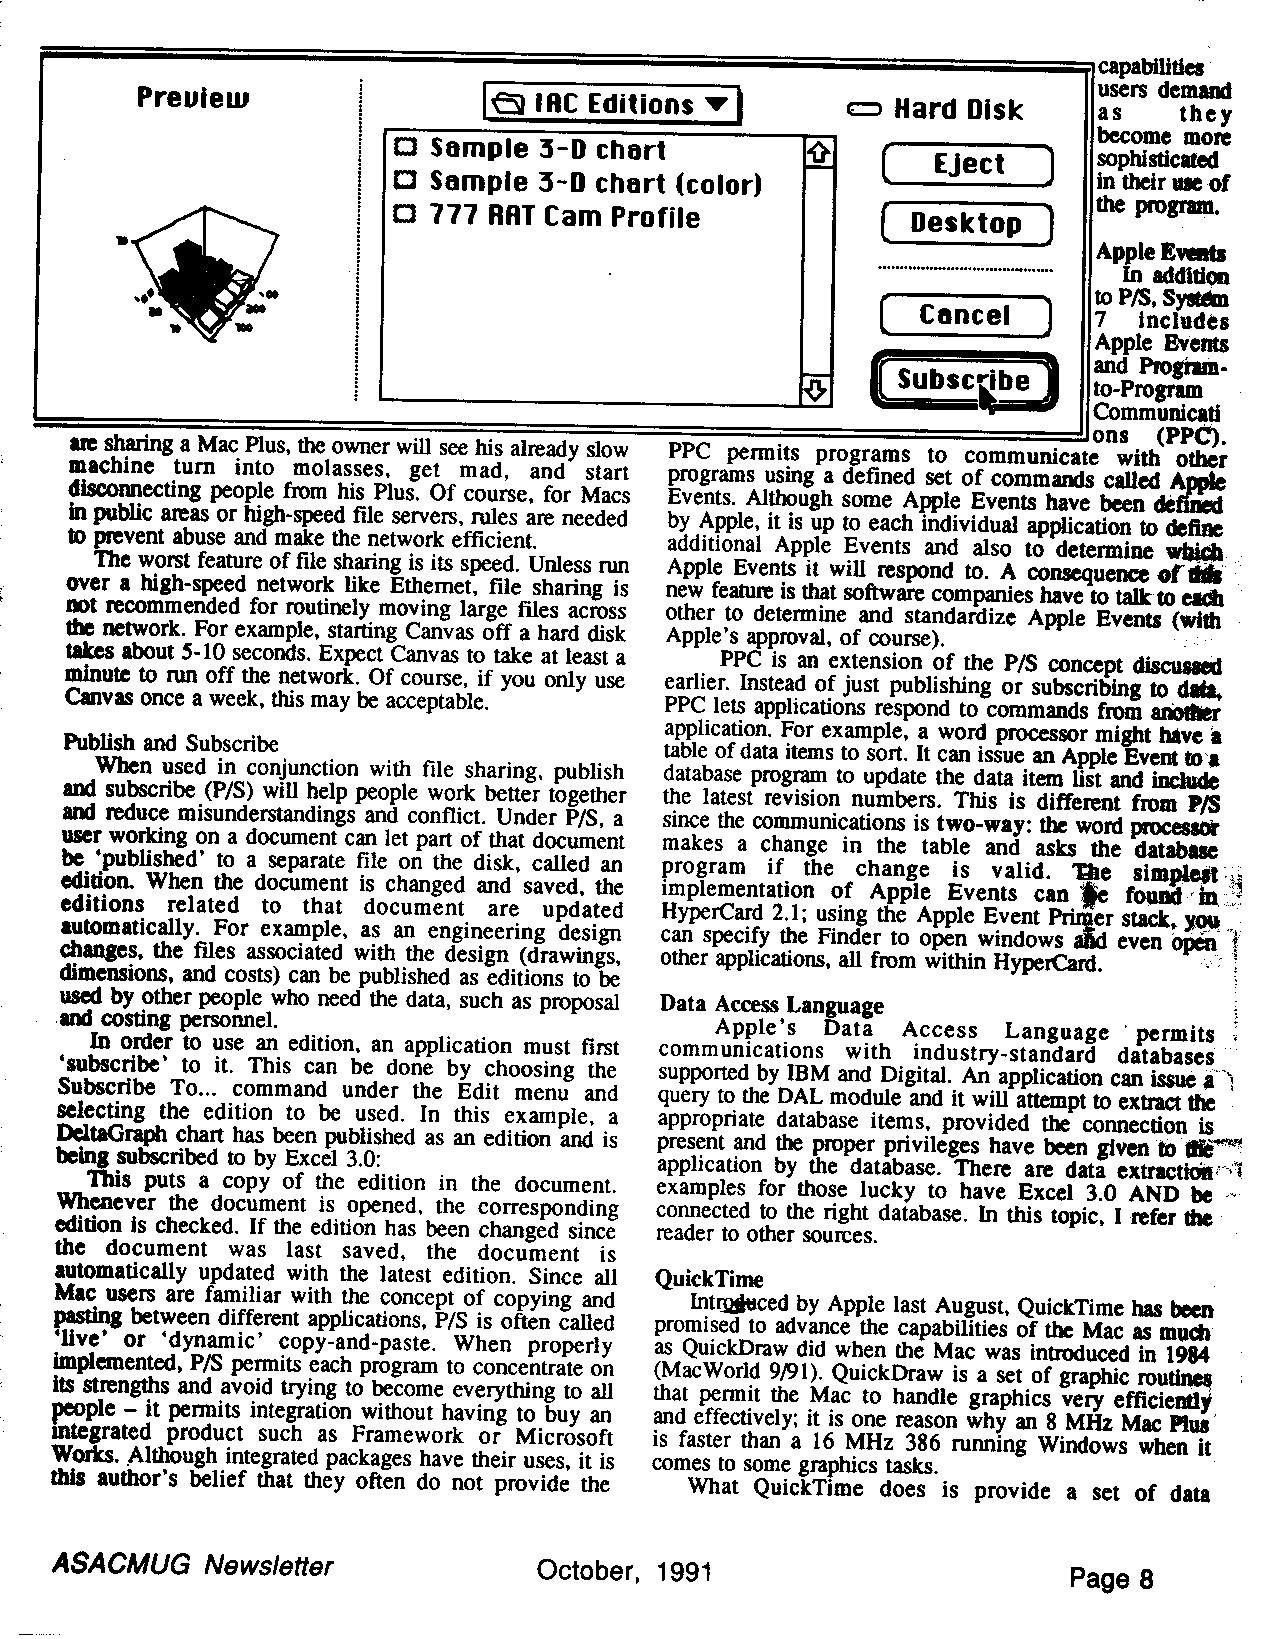 Preview
IAC Editions
Hard Disk
Sample 3-D chart
Sample 3-D chart (color)
777 RAT Cam Profile
Eject
Desktop
Cancel
Subscribe
are sharing a Mac Plus, the owner will see his already slow
machine turn into molasses, get mad, and start
disconnecting people from his Plus. Of course, for Macs
in public areas or high-speed file servers, rules are needed
to prevent abuse and make the network efficient.
The worst feature of file sharing is its speed. Unless run
over a high-speed network like Ethernet, file sharing is
not recommended for routinely moving large files across
the network. For example, starting Canvas off a hard disk
takes about 5-10 seconds. Expect Canvas to take at least a
minute to run off the network. Of course, if you only use
Canvas once a week, this may be acceptable.
Publish and Subscribe
When used in conjunction with file sharing, publish
and subscribe (P/S) will help people work better together
and reduce misunderstandings and conflict. Under P/S, a
user working on a document can let part of that document
be ‘published’ to a separate file on the disk, called an
edition. When the document is changed and saved, the
editions related to that document are updated
automatically. For example, as an engineering design
changes, the files associated with the design (drawings,
dimensions, and costs) can be published as editions to be
used by other people who need the data, such as proposal
and costing personnel.
In order to use an edition, an application must first
‘subscribe’ to it. This can be done by choosing the
Subscribe To... command under the Edit menu and
selecting the edition to be used. In this example, a
DeltaGraph chart has been published as an edition and is
being subscribed to by Excel 3.0:
This puts a copy of the edition in the document.
Whenever the document is opened, the corresponding
edition is checked. If the edition has been changed since
the document was last saved, the document is
automatically updated with the latest edition. Since all
Mac users are familiar with the concept of copying and
pasting between different applications, P/S is often called
‘live’ or ‘dynamic’ copy-and-paste. When properly
implemented, P/S permits each program to concentrate on
its strengths and avoid trying to become everything to all
people – it permits integration without having to buy an
integrated product such as Framework or Microsoft
Works. Although integrated packages have their uses, it is
this author's belief that they often do not provide the
capabilities
users demand
as they
become more
sophisticated
in their use of
the program.
Apple Events
In addition
to P/S, System
7 includes
Apple Events
and Program-
to-Program
Communicati
ons (PPC).
PPC permits programs to communicate with other
programs using a defined set of commands called Apple
Events. Although some Apple Events have been defined
by Apple, it is up to each individual application to define
additional Apple Events and also to determine which
Apple Events it will respond to. A consequence of this
new feature is that software companies have to talk to each
other to determine and standardize Apple Events (with
Apple's approval, of course).
PPC is an extension of the P/S concept discussed
earlier. Instead of just publishing or subscribing to data,
PPC lets applications respond to commands from another
application. For example, a word processor might have a
table of data items to sort. It can issue an Apple Event to a
database program to update the data item list and include
the latest revision numbers. This is different from P/S
since the communications is two-way: the word processor
makes a change in the table and asks the database
program if the change is valid. The simplest
implementation of Apple Events can be found in
HyperCard 2.1; using the Apple Event Primer stack, you
can specify the Finder to open windows and even open
other applications, all from within HyperCard.
Data Access Language
Apple's Data Access Language permits
communications with industry-standard databases
supported by IBM and Digital. An application can issue a
query to the DAL module and it will attempt to extract the
appropriate database items, provided the connection is
present and the proper privileges have been given to the
application by the database. There are data extraction
examples for those lucky to have Excel 3.0 AND be
connected to the right database. In this topic, I refer the
reader to other sources.
QuickTime
Introduced by Apple last August, QuickTime has been
promised to advance the capabilities of the Mac as much
as QuickDraw did when the Mac was introduced in 1984
(MacWorld 9/91). QuickDraw is a set of graphic routines
that permit the Mac to handle graphics very efficiently
and effectively; it is one reason why an 8 MHz Mac Plus
is faster than a 16 MHz 386 running Windows when it
comes to some graphics tasks.
What QuickTime does is provide a set of data
ASACMUG Newsletter
October, 1991
Page 8